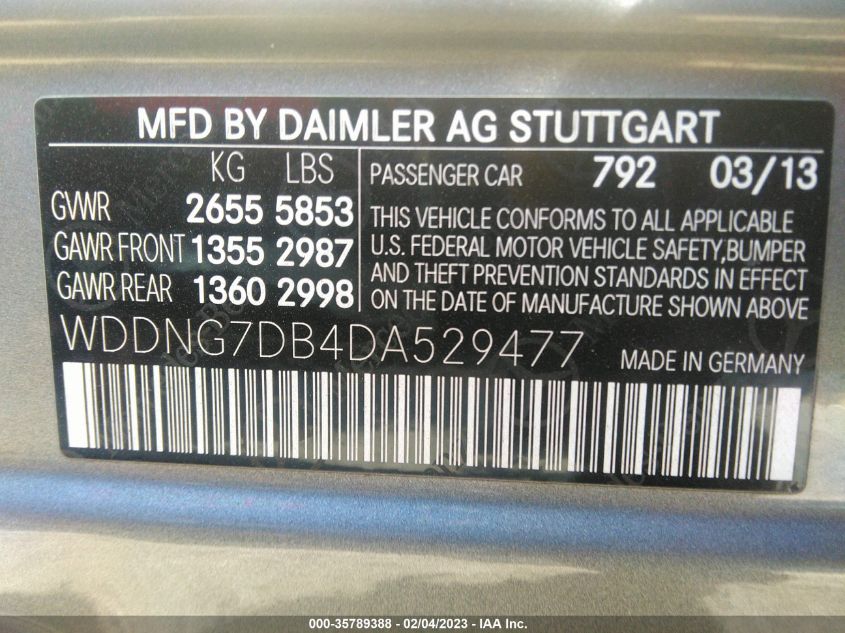 MFD BY DAIMLER AG STUTTGART
KG LBS
GVWR 2655 5853
GAWR FRONT 1355 2987
GAWR REAR 1360 2998
PASSENGER CAR 792 03/13
THIS VEHICLE CONFORMS TO ALL APPLICABLE
U.S. FEDERAL MOTOR VEHICLE SAFETY,BUMPER
AND THEFT PREVENTION STANDARDS IN EFFECT
ON THE DATE OF MANUFACTURE SHOWN ABOVE
WDDNG7DB4DA529477 MADE IN GERMANY
000-35789388 - 02/04/2023 - IAA Inc.